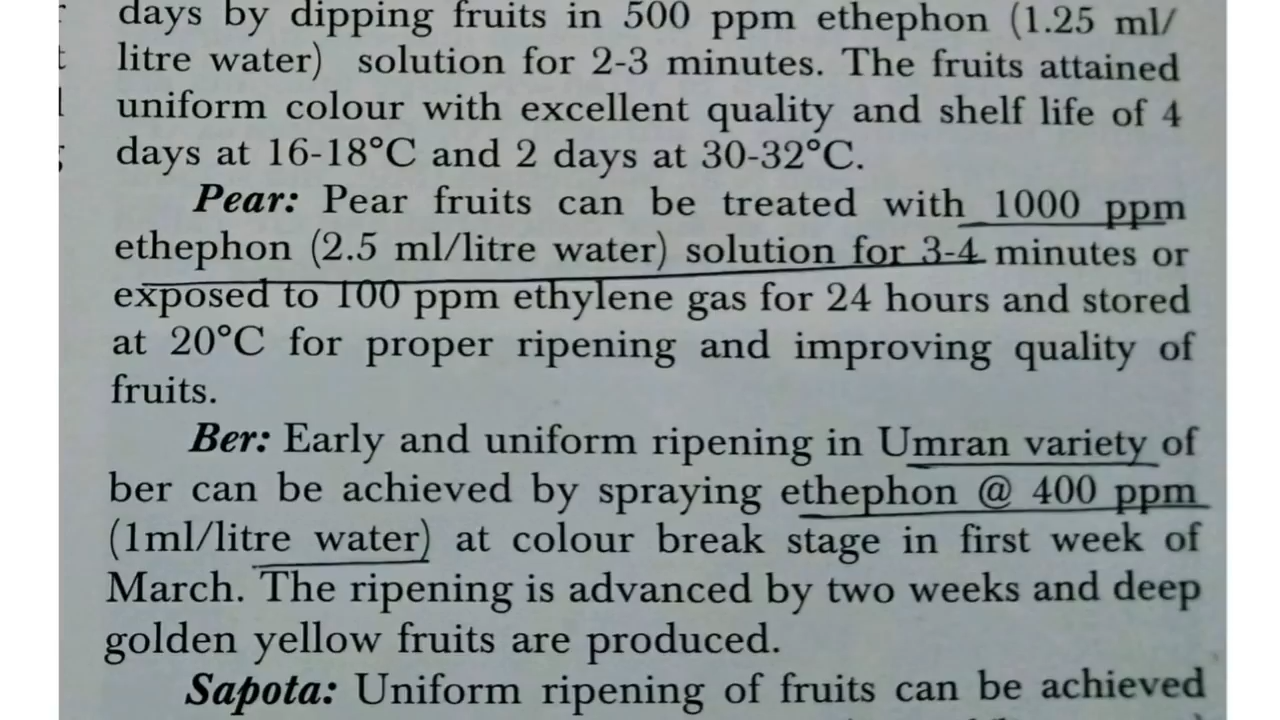 days by dipping fruits in 500 ppm ethephon (1.25 ml/
litre water) solution for 2-3 minutes. The fruits attained
uniform colour with excellent quality and shelf life of 4
days at 16-18°C and 2 days at 30-32°C.
Pear: Pear fruits can be treated with 1000 ppm
ethephon (2.5 ml/litre water) solution for 3-4 minutes or
exposed to 100 ppm ethylene gas for 24 hours and stored
at 20°C for proper ripening and improving quality of
fruits.
Ber: Early and uniform ripening in Umran variety of
ber can be achieved by spraying ethephon @ 400 ppm
(1ml/litre water) at colour break stage in first week of
March. The ripening is advanced by two weeks and deep
golden yellow fruits are produced.
Sapota: Uniform ripening of fruits can be achieved